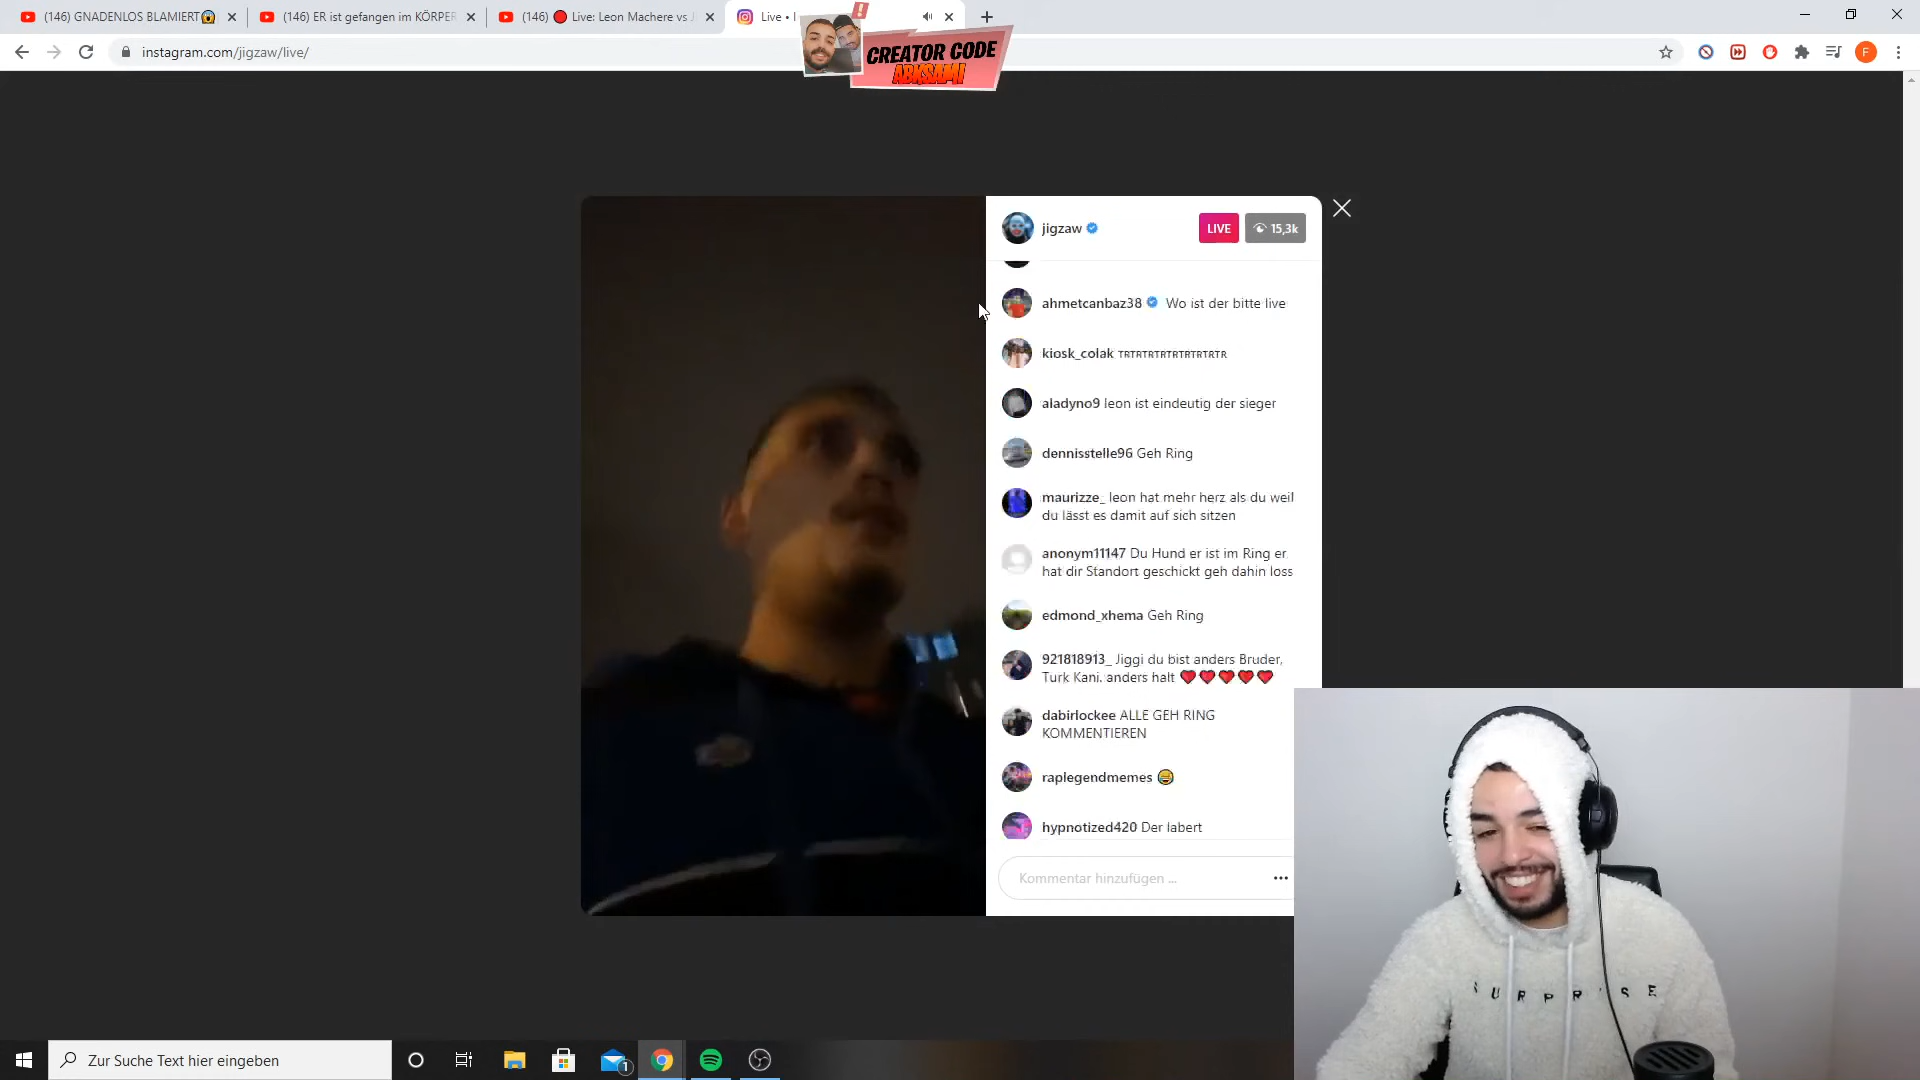 (146) GNADENLOS BLAMIERT😱
(146) ER ist gefangen im KÖRPER
(146) 🔴 Live: Leon Machere vs J
Live •
instagram.com/jigzaw/live/
F
CREATOR CODE
ABKSAMI
jigzaw
LIVE
15,3k
ahmetcanbaz38 Wo ist der bitte live
kiosk_colak TRTRTRTRTRTRTRTRTR
aladyno9 leon ist eindeutig der sieger
dennisstelle96 Geh Ring
maurizze_ leon hat mehr herz als du weil
du lässt es damit auf sich sitzen
anonym11147 Du Hund er ist im Ring er
hat dir Standort geschickt geh dahin loss
edmond_xhema Geh Ring
921818913_ Jiggi du bist anders Bruder,
Turk Kani. anders halt ❤️❤️❤️❤️❤️
dabirlockee ALLE GEH RING
KOMMENTIEREN
raplegendmemes 😂
hypnotized420 Der labert
Kommentar hinzufügen ...
SURPRISE
Zur Suche Text hier eingeben
1